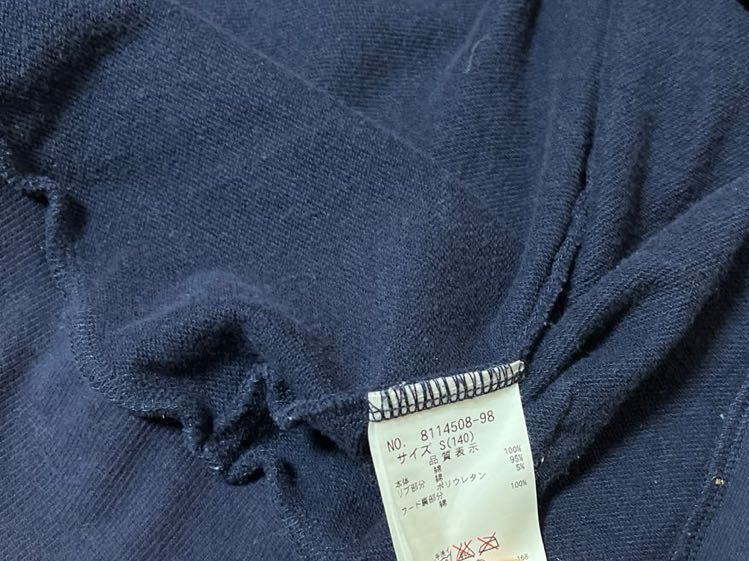 NO. 8114508-98
サイズ S(140)
品質表示
本体 綿 100%
リブ部分 綿 95%
ポリウレタン 5%
フード裏部分
綿 100%
168